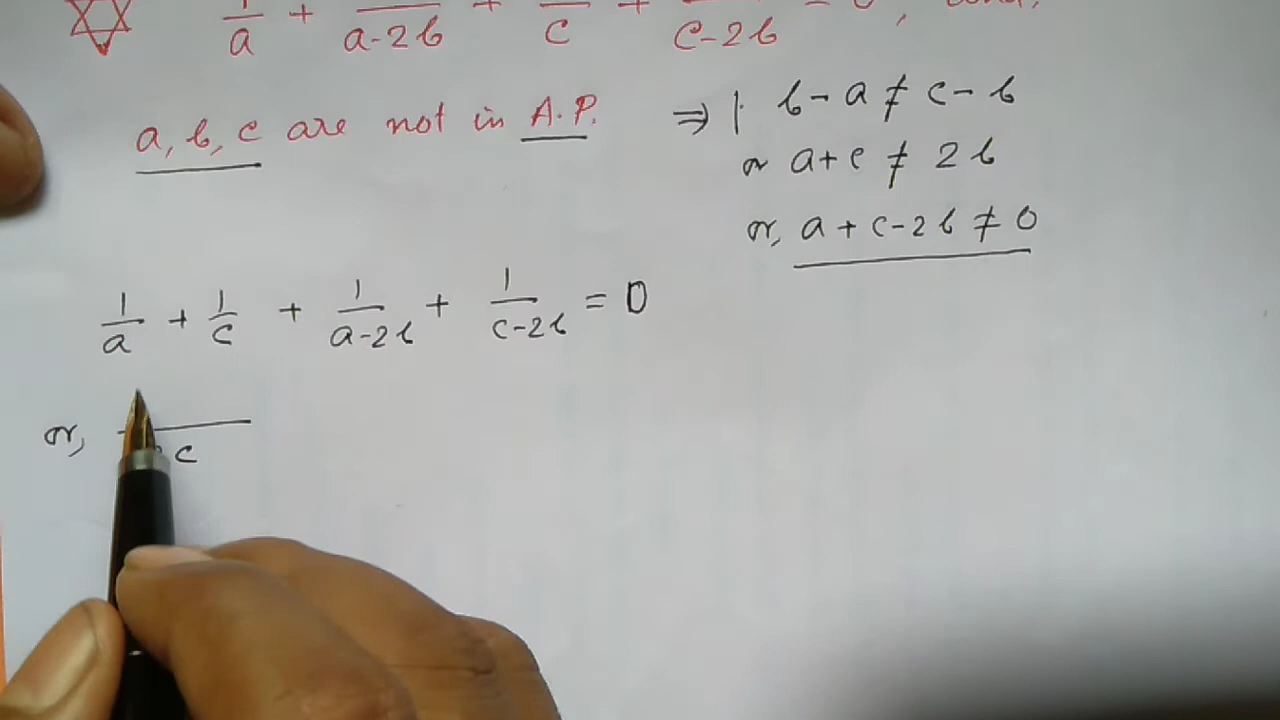 1/a + 1/a-2b + 1/c + 1/c-2b = 0, and,
a, b, c are not in A.P. ⇒ | b-a ≠ c-b
or a+c ≠ 2b
or, a+c-2b ≠ 0
1/a + 1/c + 1/a-2b + 1/c-2b = 0
or, c